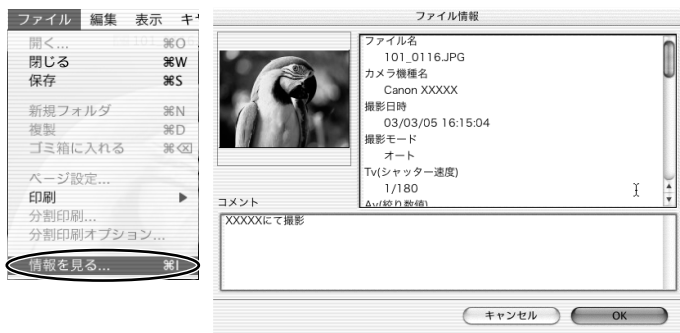 ファイル 編集 表示 キ
開く... ⌘O
閉じる ⌘W
保存 ⌘S
新規フォルダ ⌘N
複製 ⌘D
ゴミ箱に入れる ⌘⌫
ページ設定...
印刷 ▶
分割印刷...
分割印刷オプション...
情報を見る... ⌘I
ファイル情報
ファイル名
101_0116.JPG
カメラ機種名
Canon XXXXX
撮影日時
03/03/05 16:15:04
撮影モード
オート
Tv(シャッター速度)
1/180
Av(絞り数値)
コメント
XXXXXにて撮影
キャンセル OK